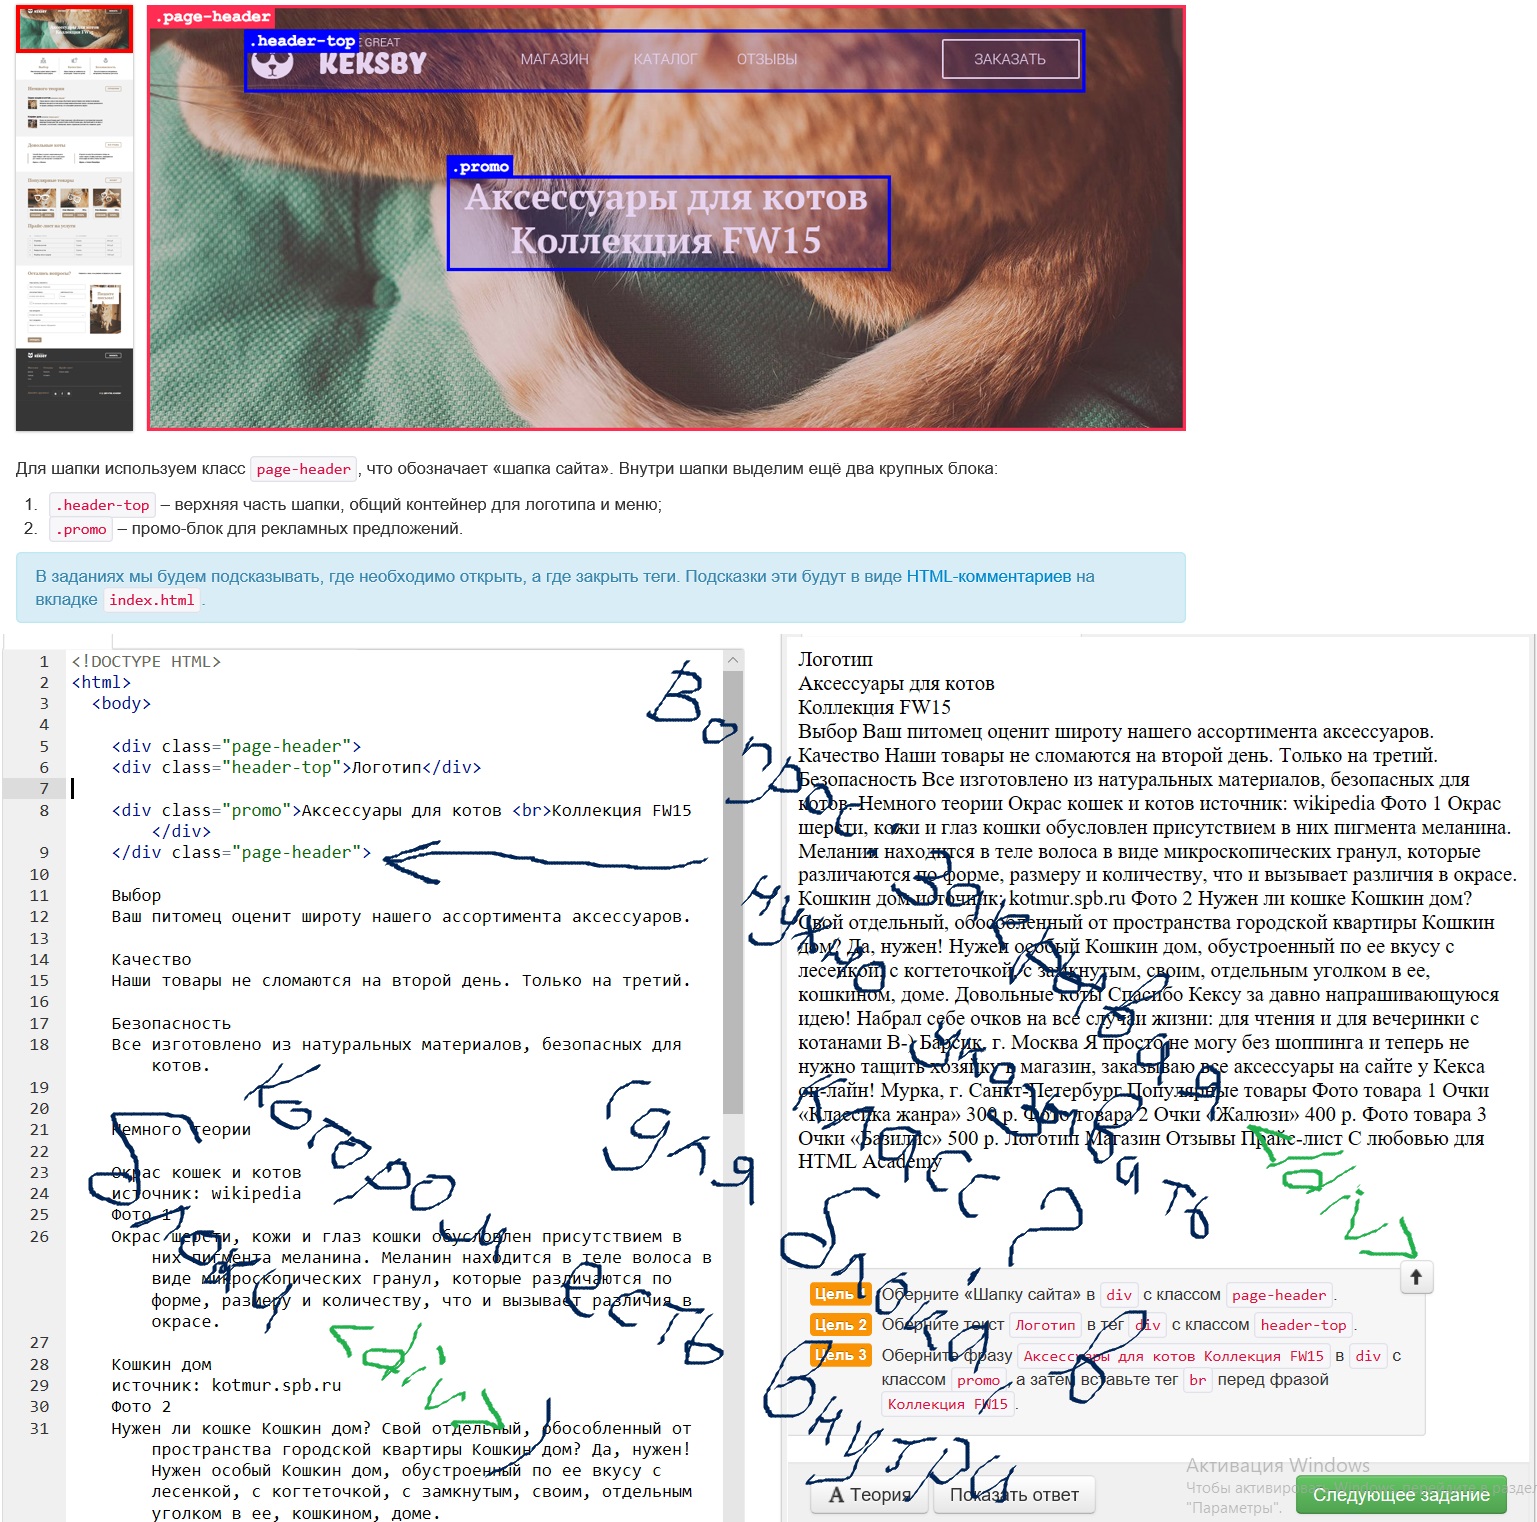 .page-header
.header-top
E GREAT
KEKSBY
МАГАЗИН
КАТАЛОГ
ОТЗЫВЫ
ЗАКАЗАТЬ
.promo
Аксессуары для котов
Коллекция FW15
Для шапки используем класс page-header, что обозначает «шапка сайта». Внутри шапки выделим ещё два крупных блока:
1. .header-top – верхняя часть шапки, общий контейнер для логотипа и меню;
2. .promo – промо-блок для рекламных предложений.
В заданиях мы будем подсказывать, где необходимо открыть, а где закрыть теги. Подсказки эти будут в виде HTML-комментариев на
вкладке index.html.
1 <!DOCTYPE HTML>
2 <html>
3 <body>
4
5 <div class="page-header">
6 <div class="header-top">Логотип</div>
7
8 <div class="promo">Аксессуары для котов <br>Коллекция FW15
</div>
9 </div class="page-header">
10
11 Выбор
12 Ваш питомец оценит широту нашего ассортимента аксессуаров.
13
14 Качество
15 Наши товары не сломаются на второй день. Только на третий.
16
17 Безопасность
18 Все изготовлено из натуральных материалов, безопасных для
котов.
19
20
21 Немного теории
22
23 Окрас кошек и котов
24 источник: wikipedia
25 Фото 1
26 Окрас шерсти, кожи и глаз кошки обусловлен присутствием в
них пигмента меланина. Меланин находится в теле волоса в
виде микроскопических гранул, которые различаются по
форме, размеру и количеству, что и вызывает различия в
окрасе.
27
28 Кошкин дом
29 источник: kotmur.spb.ru
30 Фото 2
31 Нужен ли кошке Кошкин дом? Свой отдельный, обособленный от
пространства городской квартиры Кошкин дом? Да, нужен!
Нужен особый Кошкин дом, обустроенный по ее вкусу с
лесенкой, с когтеточкой, с замкнутым, своим, отдельным
уголком в ее, кошкином, доме.
Логотип
Аксессуары для котов
Коллекция FW15
Выбор Ваш питомец оценит широту нашего ассортимента аксессуаров.
Качество Наши товары не сломаются на второй день. Только на третий.
Безопасность Все изготовлено из натуральных материалов, безопасных для
котов. Немного теории Окрас кошек и котов источник: wikipedia Фото 1 Окрас
шерсти, кожи и глаз кошки обусловлен присутствием в них пигмента меланина.
Меланин находится в теле волоса в виде микроскопических гранул, которые
различаются по форме, размеру и количеству, что и вызывает различия в окрасе.
Кошкин дом источник: kotmur.spb.ru Фото 2 Нужен ли кошке Кошкин дом?
Свой отдельный, обособленный от пространства городской квартиры Кошкин
дом? Да, нужен! Нужен особый Кошкин дом, обустроенный по ее вкусу с
лесенкой, с когтеточкой, с замкнутым, своим, отдельным уголком в ее,
кошкином, доме. Довольные коты Спасибо Кексу за давно напрашивающуюся
идею! Набрал себе очков на все случаи жизни: для чтения и для вечеринки с
котанами B-) Барсик, г. Москва Я просто не могу без шоппинга и теперь не
нужно тащить хозяйку в магазин, заказываю все аксессуары на сайте у Кекса
он-лайн! Мурка, г. Санкт-Петербург Популярные товары Фото товара 1 Очки
«Классика жанра» 300 р. Фото товара 2 Очки «Жалюзи» 400 р. Фото товара 3
Очки «Базилис» 500 р. Логотип Магазин Отзывы Прайс-лист С любовью для
HTML Academy
Вопрос:
нужно
закрывая
указывать
класс
для
блока, в
котором
есть
блоки
внутри
?
Цель 1 Оберните «Шапку сайта» в div с классом page-header.
Цель 2 Оберните текст Логотип в тег div с классом header-top.
Цель 3 Оберните фразу Аксессуары для котов Коллекция FW15 в div с
классом promo, а затем вставьте тег br перед фразой
Коллекция FW15.
Теория
Показать ответ
Следующее задание
Активация Windows
Чтобы активировать Windows, перейдите в раздел
"Параметры".